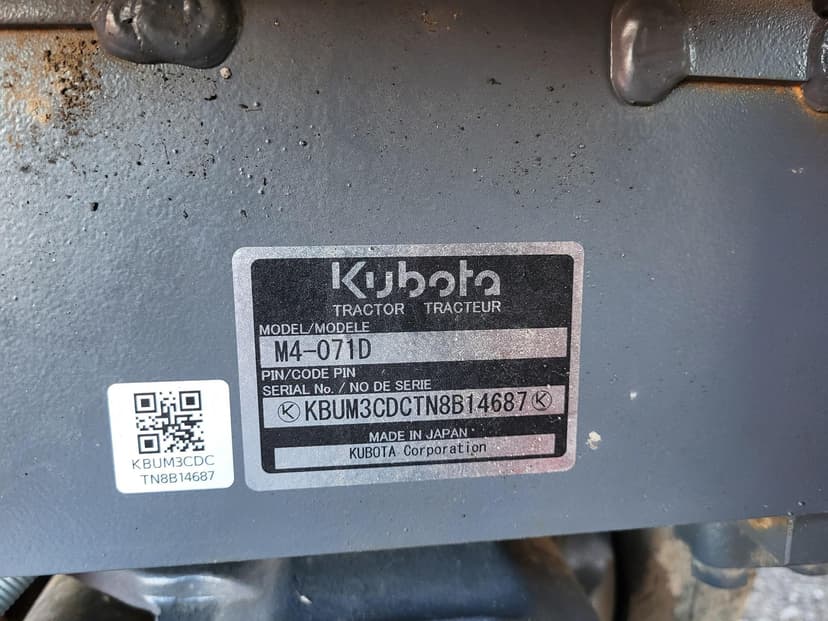 Kubota
TRACTOR TRACTEUR
MODEL/MODELE
M4-071D
PIN/CODE PIN
SERIAL No. / NO DE SERIE
KBUM3CDCTN8B14687
MADE IN JAPAN
KUBOTA Corporation
KBUM3CDC
TN8B14687